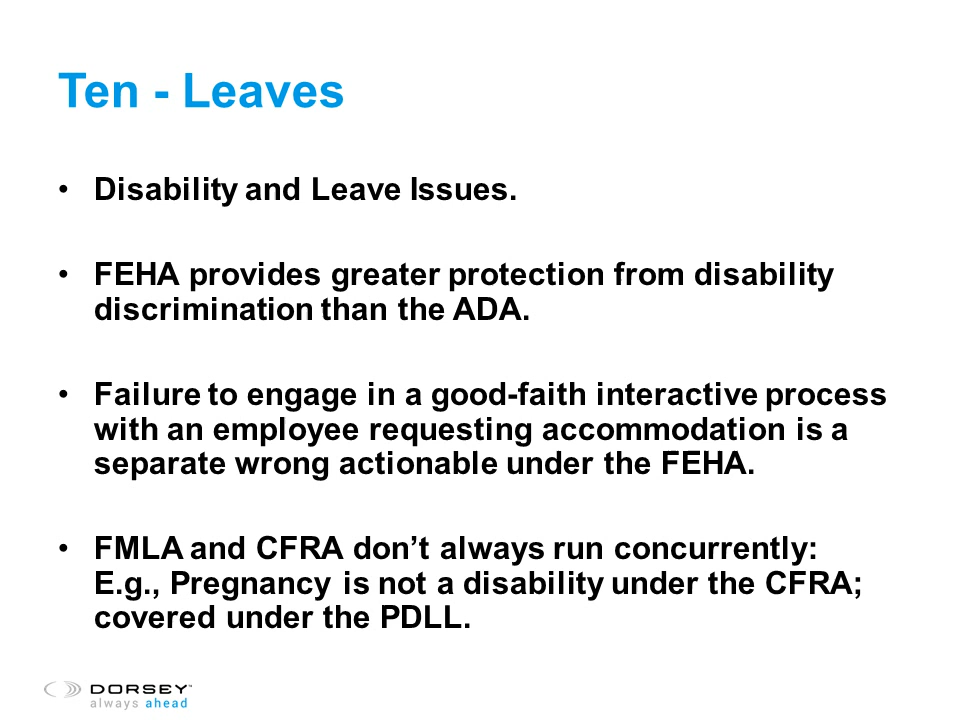 Ten - Leaves
• Disability and Leave Issues.
• FEHA provides greater protection from disability
discrimination than the ADA.
• Failure to engage in a good-faith interactive process
with an employee requesting accommodation is a
separate wrong actionable under the FEHA.
• FMLA and CFRA don’t always run concurrently:
E.g., Pregnancy is not a disability under the CFRA;
covered under the PDLL.
DORSEY™
always ahead